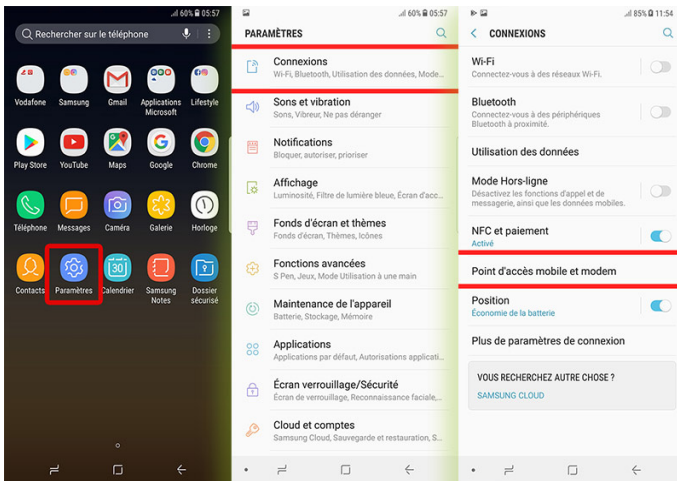 60% 05:57
Rechercher sur le téléphone
Vodafone
Samsung
Gmail
Applications
Microsoft
Lifestyle
Play Store
YouTube
Maps
Google
Chrome
Téléphone
Messages
Caméra
Galerie
Horloge
Contacts
Paramètres
Calendrier
Samsung
Notes
Dossier
sécurisé
60% 05:57
PARAMÈTRES
Connexions
Wi-Fi, Bluetooth, Utilisation des données, Mode...
Sons et vibration
Sons, Vibreur, Ne pas déranger
Notifications
Bloquer, autoriser, prioriser
Affichage
Luminosité, Filtre de lumière bleue, Écran d'acc...
Fonds d'écran et thèmes
Fonds d'écran, Thèmes, Icônes
Fonctions avancées
S Pen, Jeux, Mode Utilisation à une main
Maintenance de l'appareil
Batterie, Stockage, Mémoire
Applications
Applications par défaut, Autorisations applicati...
Écran verrouillage/Sécurité
Écran de verrouillage, Reconnaissance faciale,...
Cloud et comptes
Samsung Cloud, Sauvegarde et restauration, S...
85% 11:54
CONNEXIONS
Wi-Fi
Connectez-vous à des réseaux Wi-Fi.
Bluetooth
Connectez-vous à des périphériques
Bluetooth à proximité.
Utilisation des données
Mode Hors-ligne
Désactivez les fonctions d'appel et de
messagerie, ainsi que les données mobiles.
NFC et paiement
Activé
Point d'accès mobile et modem
Position
Économie de la batterie
Plus de paramètres de connexion
VOUS RECHERCHEZ AUTRE CHOSE ?
SAMSUNG CLOUD